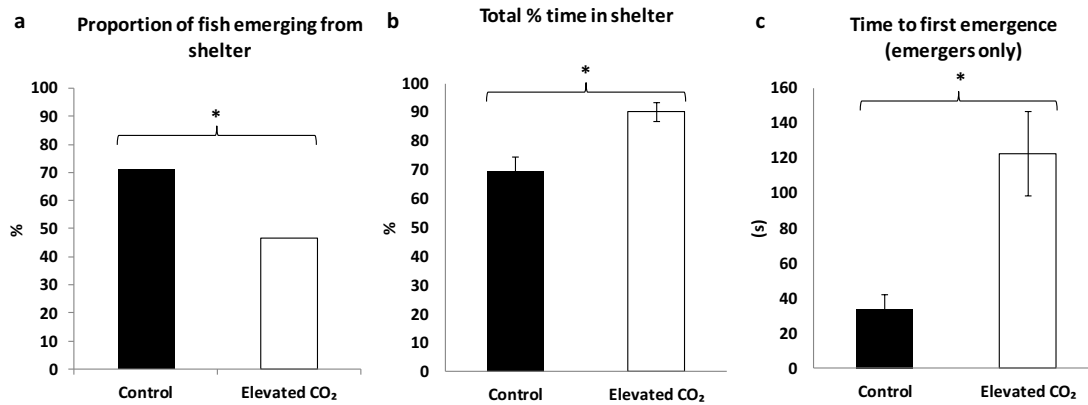 a
Proportion of fish emerging from
shelter
*
100
90
80
70
60
50
40
30
20
10
0
%
Control
Elevated CO₂
b
Total % time in shelter
*
100
90
80
70
60
50
40
30
20
10
0
%
Control
Elevated CO₂
c
Time to first emergence
(emergers only)
*
160
140
120
100
80
60
40
20
0
(s)
Control
Elevated CO₂